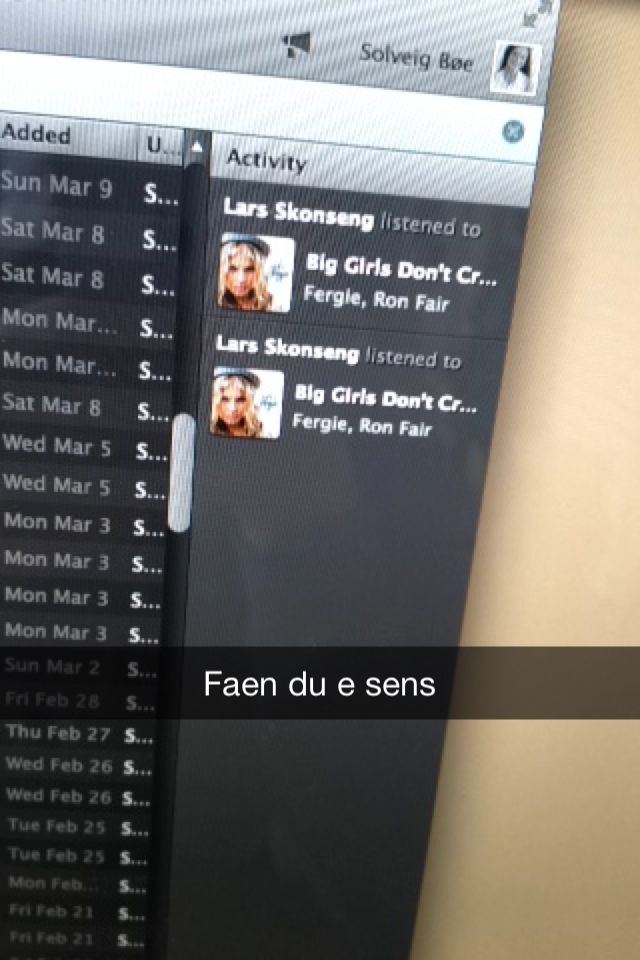 Solveig Bøe
Added U...
Activity
Sun Mar 9 S...
Sat Mar 8 S...
Sat Mar 8 S...
Mon Mar... S...
Mon Mar... S...
Sat Mar 8 S...
Wed Mar 5 S...
Wed Mar 5 S...
Mon Mar 3 S...
Mon Mar 3 S...
Mon Mar 3 S...
Mon Mar 3 S...
Sun Mar 2 S...
Fri Feb 28 S...
Thu Feb 27 S...
Wed Feb 26 S...
Wed Feb 26 S...
Tue Feb 25 S...
Tue Feb 25 S...
Mon Feb... S...
Fri Feb 21 S...
Fri Feb 21 S...
Lars Skonseng listened to
Big Girls Don't Cr...
Fergie, Ron Fair
Lars Skonseng listened to
Big Girls Don't Cr...
Fergie, Ron Fair
Faen du e sens